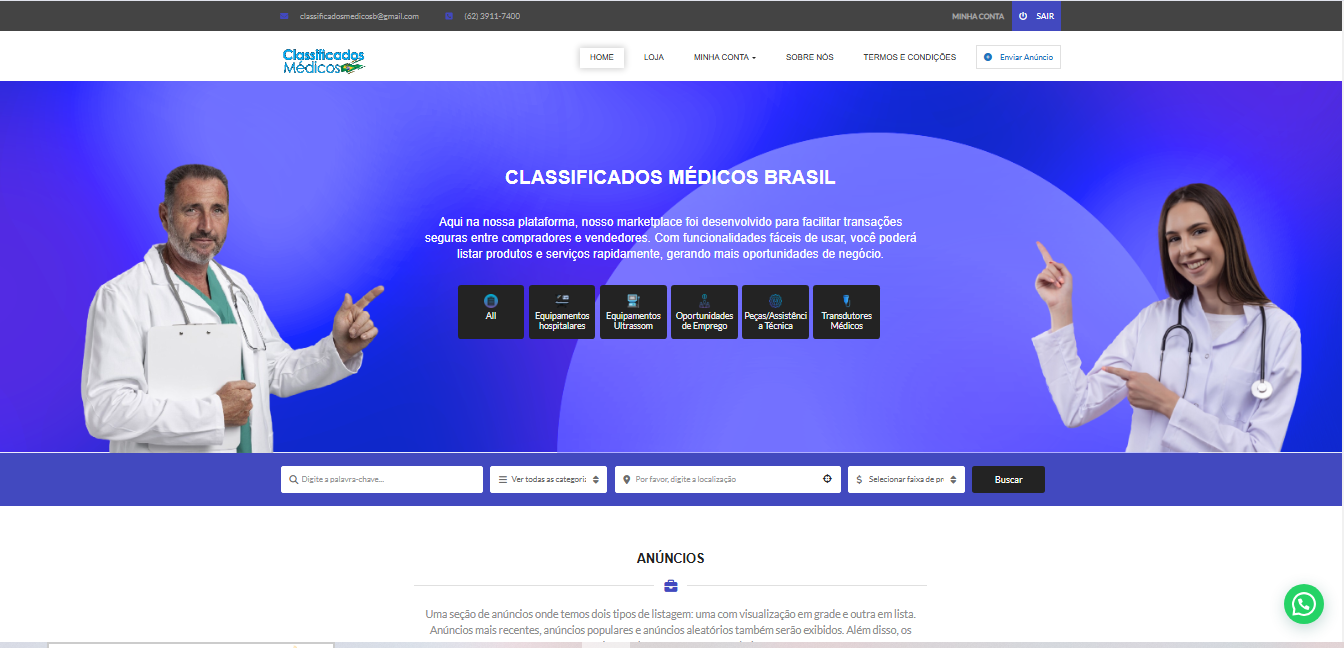 classificadosmedicosb@gmail.com (62) 3911-7400 MINHA CONTA SAIR
Classificados
Médicos
HOME LOJA MINHA CONTA SOBRE NÓS TERMOS E CONDIÇÕES Enviar Anúncio
CLASSIFICADOS MÉDICOS BRASIL
Aqui na nossa plataforma, nosso marketplace foi desenvolvido para facilitar transações
seguras entre compradores e vendedores. Com funcionalidades fáceis de usar, você poderá
listar produtos e serviços rapidamente, gerando mais oportunidades de negócio.
All
Equipamentos
hospitalares
Equipamentos
Ultrassom
Oportunidades
de Emprego
Peças/Assistênci
a Técnica
Transdutores
Médicos
Digite a palavra-chave... Ver todas as categori: Por favor, digite a localização $ Selecionar faixa de pr Buscar
ANÚNCIOS
Uma seção de anúncios onde temos dois tipos de listagem: uma com visualização em grade e outra em lista.
Anúncios mais recentes, anúncios populares e anúncios aleatórios também serão exibidos. Além disso, os